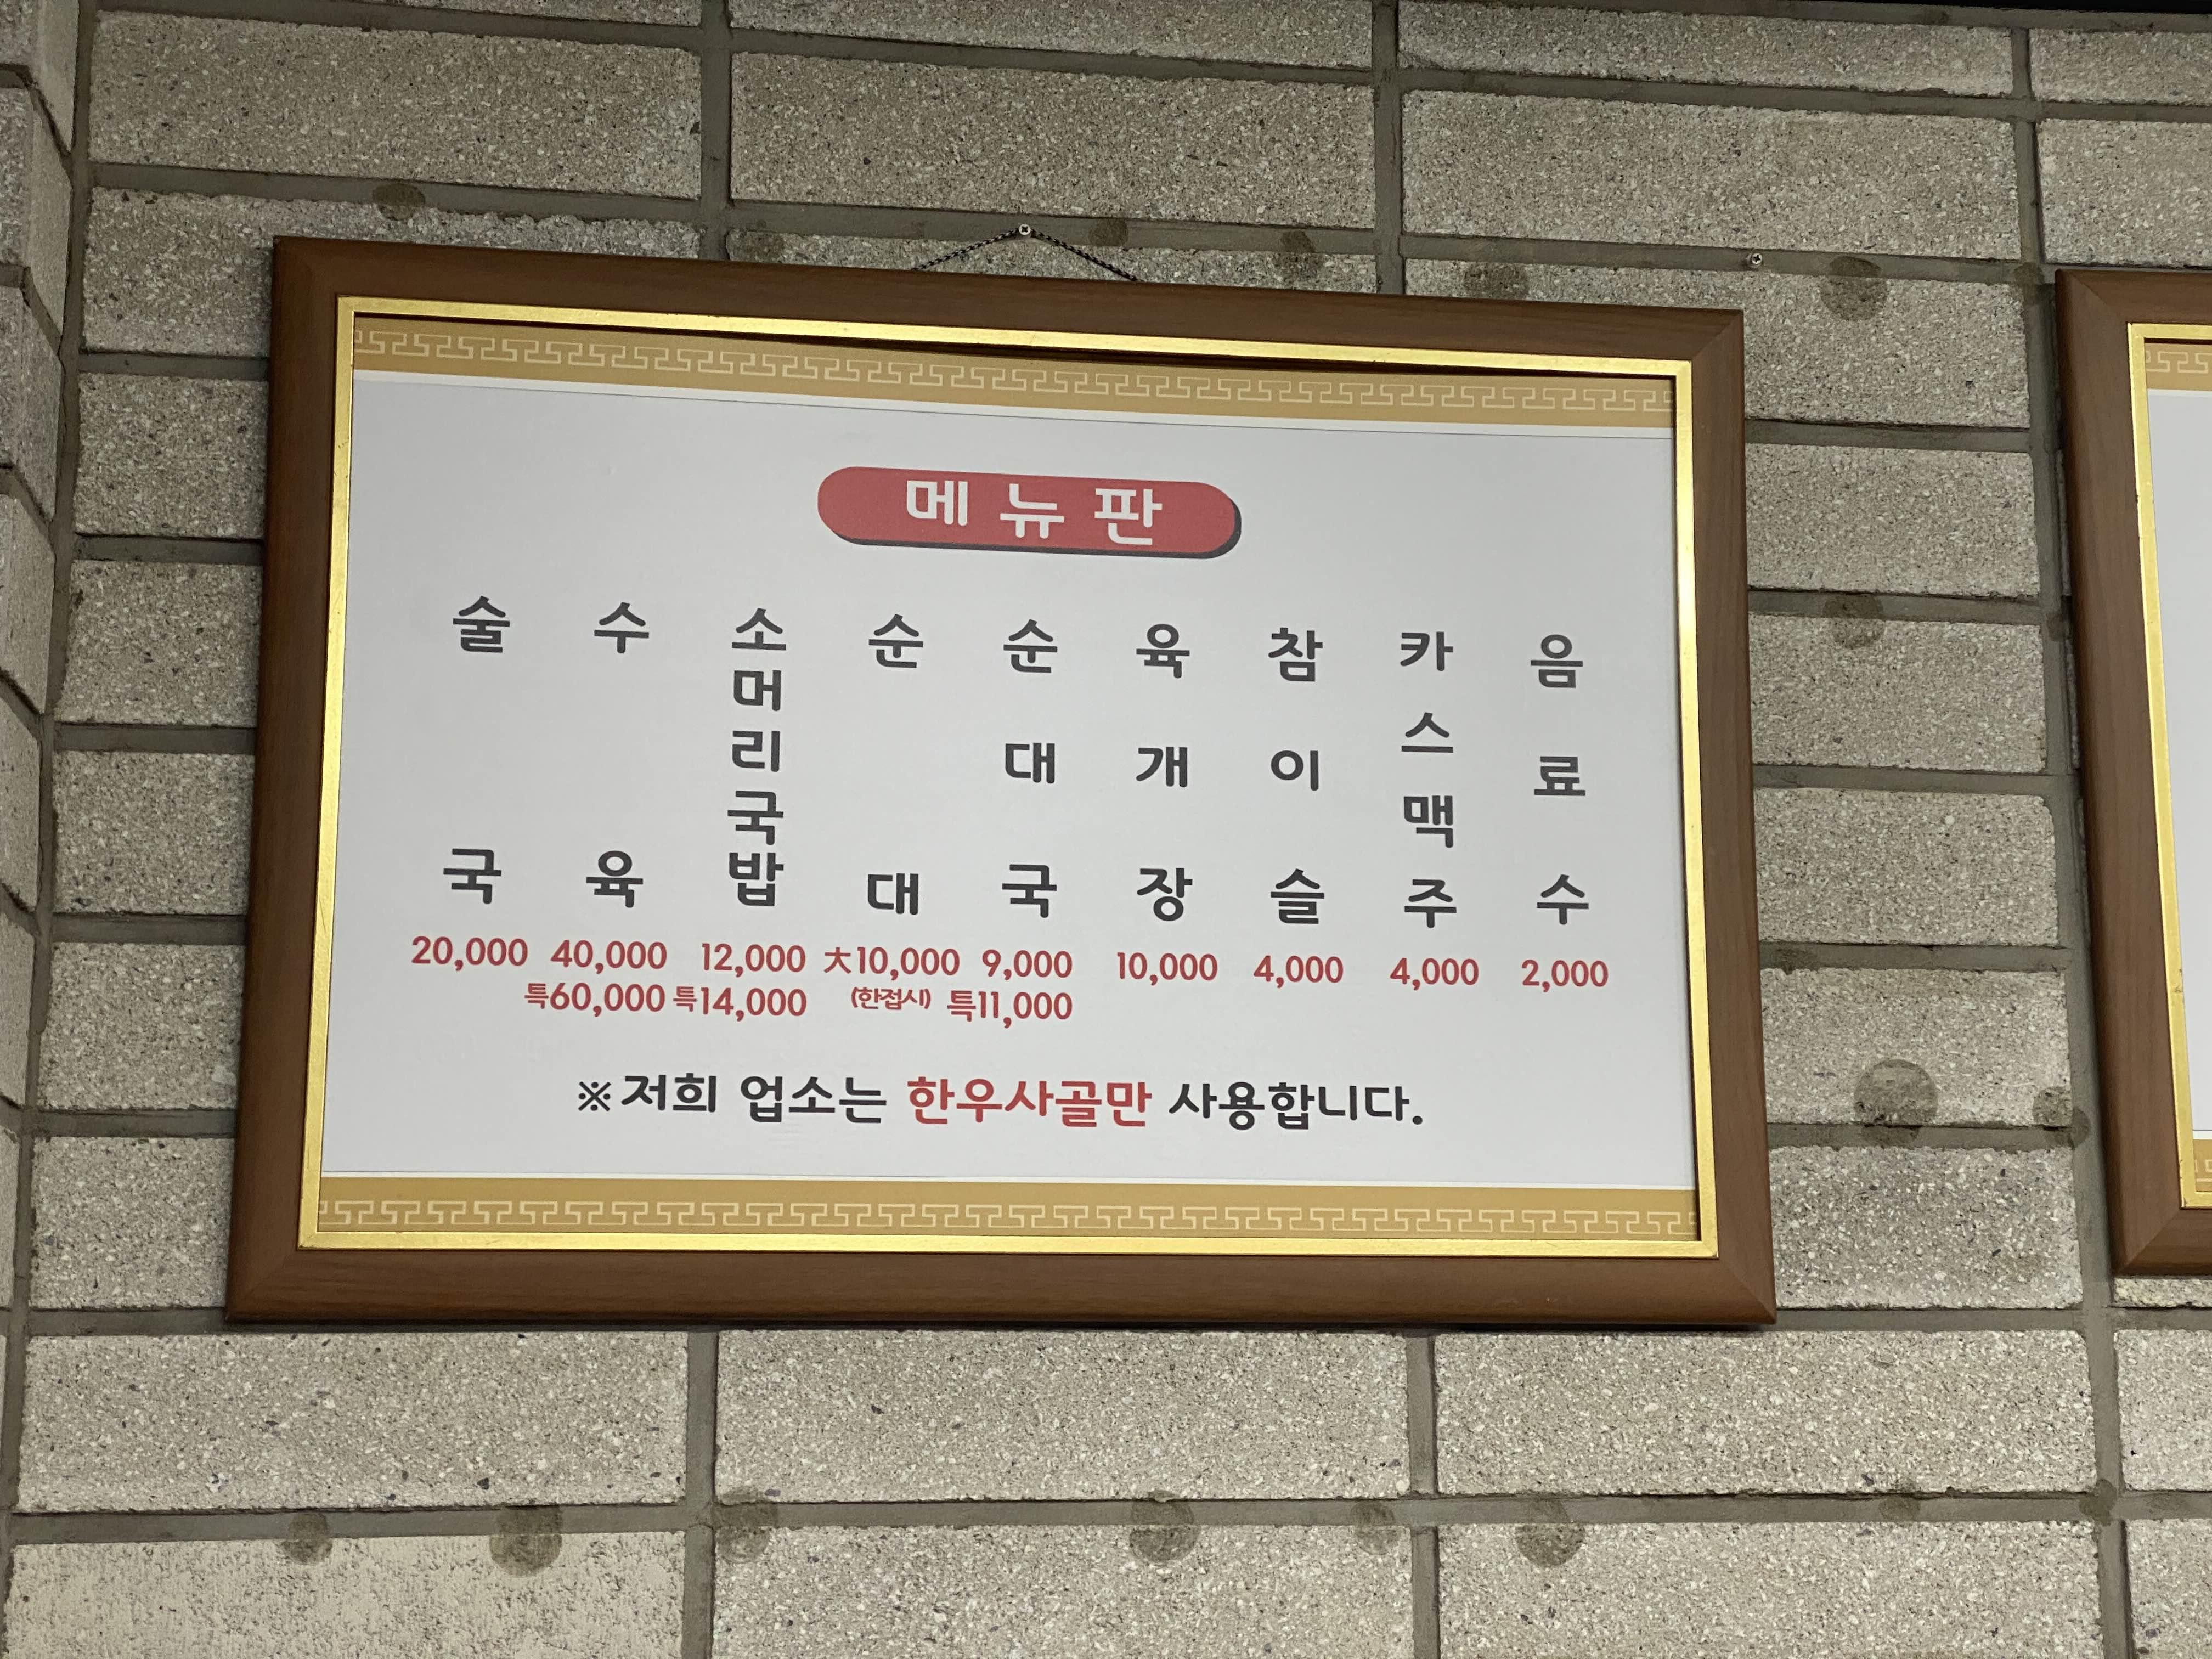 메뉴판
술국
20,000
수육
40,000
특60,000
소머리국밥
12,000
특14,000
순대
大10,000
(한접시)
순대국
9,000
특11,000
육개장
10,000
참이슬
4,000
카스맥주
4,000
음료수
2,000
※저희 업소는 한우사골만 사용합니다.